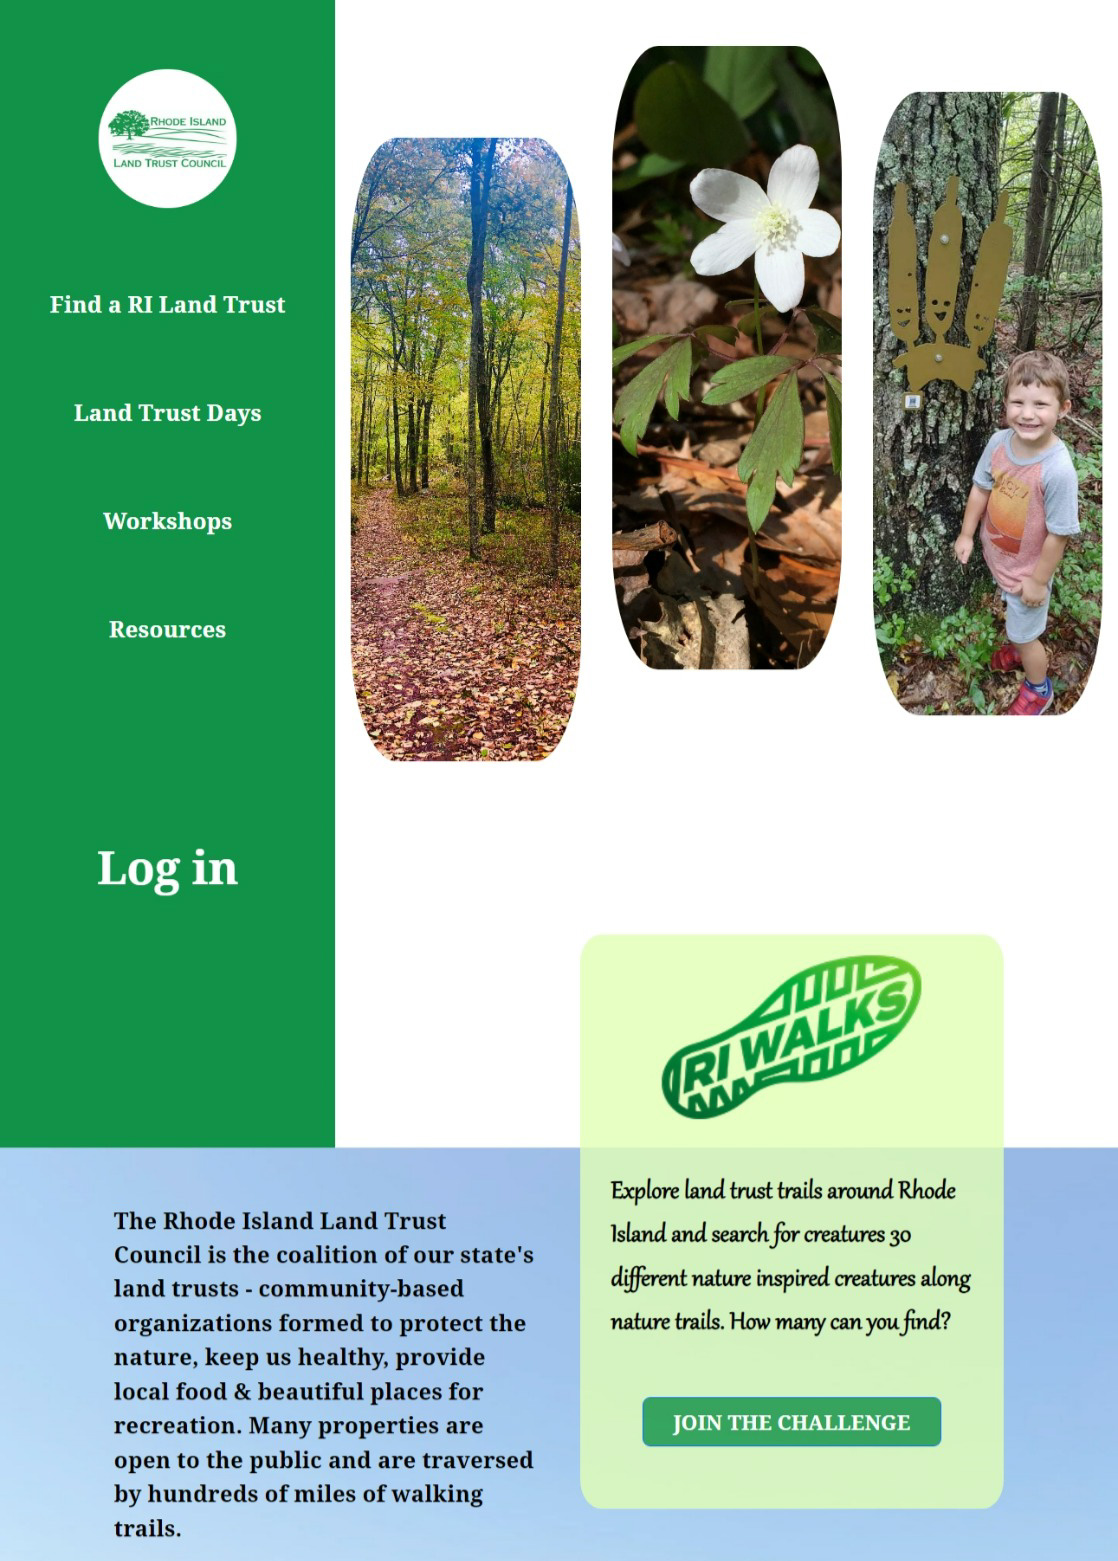 RHODE ISLAND
LAND TRUST COUNCIL
Find a RI Land Trust
Land Trust Days
Workshops
Resources
Log in
RI WALKS
The Rhode Island Land Trust
Council is the coalition of our state's
land trusts - community-based
organizations formed to protect the
nature, keep us healthy, provide
local food & beautiful places for
recreation. Many properties are
open to the public and are traversed
by hundreds of miles of walking
trails.
Explore land trust trails around Rhode
Island and search for creatures 30
different nature inspired creatures along
nature trails. How many can you find?
JOIN THE CHALLENGE